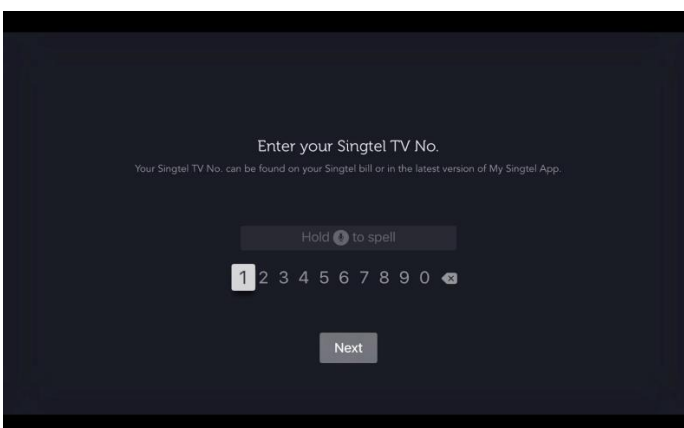 Enter your Singtel TV No.
Your Singtel TV No. can be found on your Singtel bill or in the latest version of My Singtel App.
Hold to spell
1 2 3 4 5 6 7 8 9 0
Next